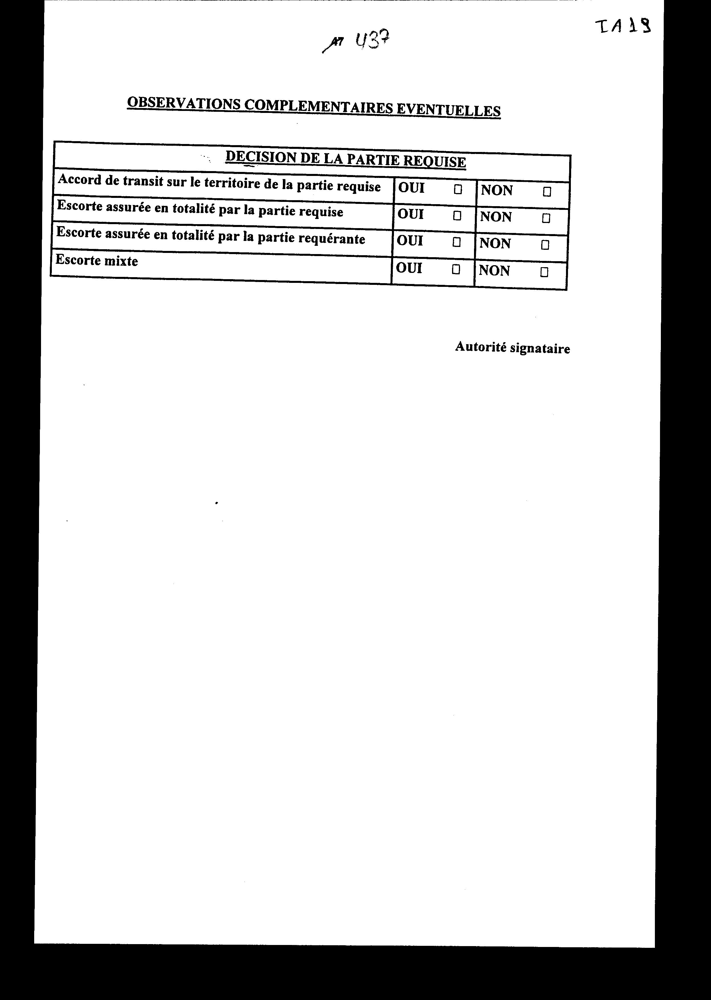 IA19
A7 437
OBSERVATIONS COMPLEMENTAIRES EVENTUELLES
DECISION DE LA PARTIE REQUISE
Accord de transit sur le territoire de la partie requise OUI □ NON □
Escorte assurée en totalité par la partie requise OUI □ NON □
Escorte assurée en totalité par la partie requérante OUI □ NON □
Escorte mixte OUI □ NON □
Autorité signataire